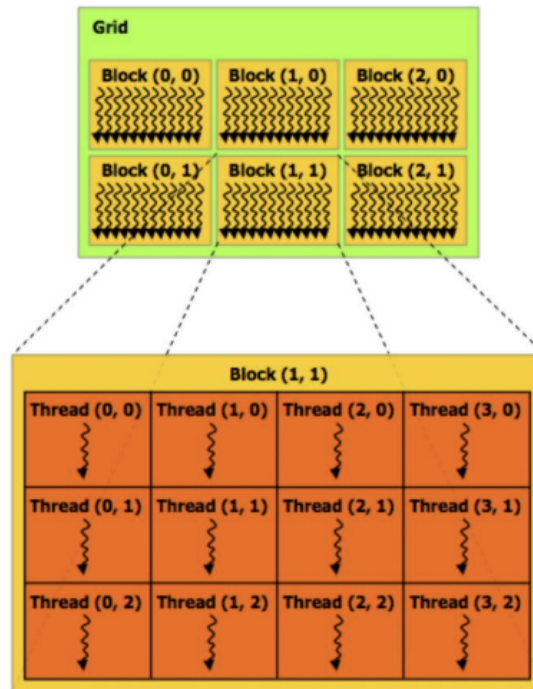 Grid
Block (0, 0) Block (1, 0) Block (2, 0)
Block (0, 1) Block (1, 1) Block (2, 1)
Block (1, 1)
Thread (0, 0) Thread (1, 0) Thread (2, 0) Thread (3, 0)
Thread (0, 1) Thread (1, 1) Thread (2, 1) Thread (3, 1)
Thread (0, 2) Thread (1, 2) Thread (2, 2) Thread (3, 2)